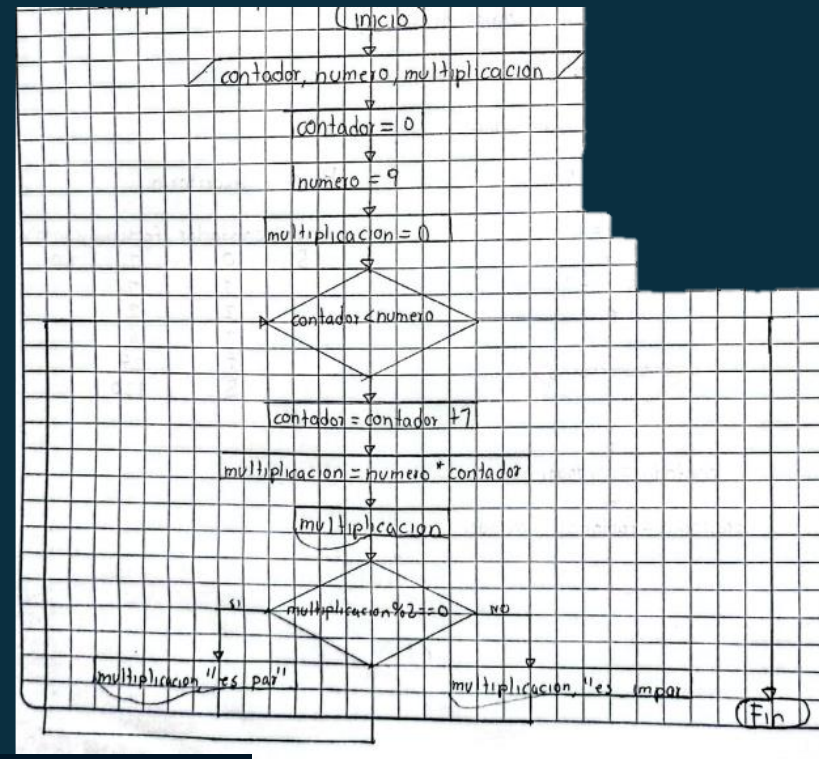 Inicio
contador, numero, multiplicacion
contador = 0
numero = 9
multiplicacion = 0
contador < numero
contador = contador +1
multiplicacion = numero * contador
multiplicacion
multiplicacion %2==0
SI
NO
multiplicacion, "es par"
multiplicacion, "es impar
Fin